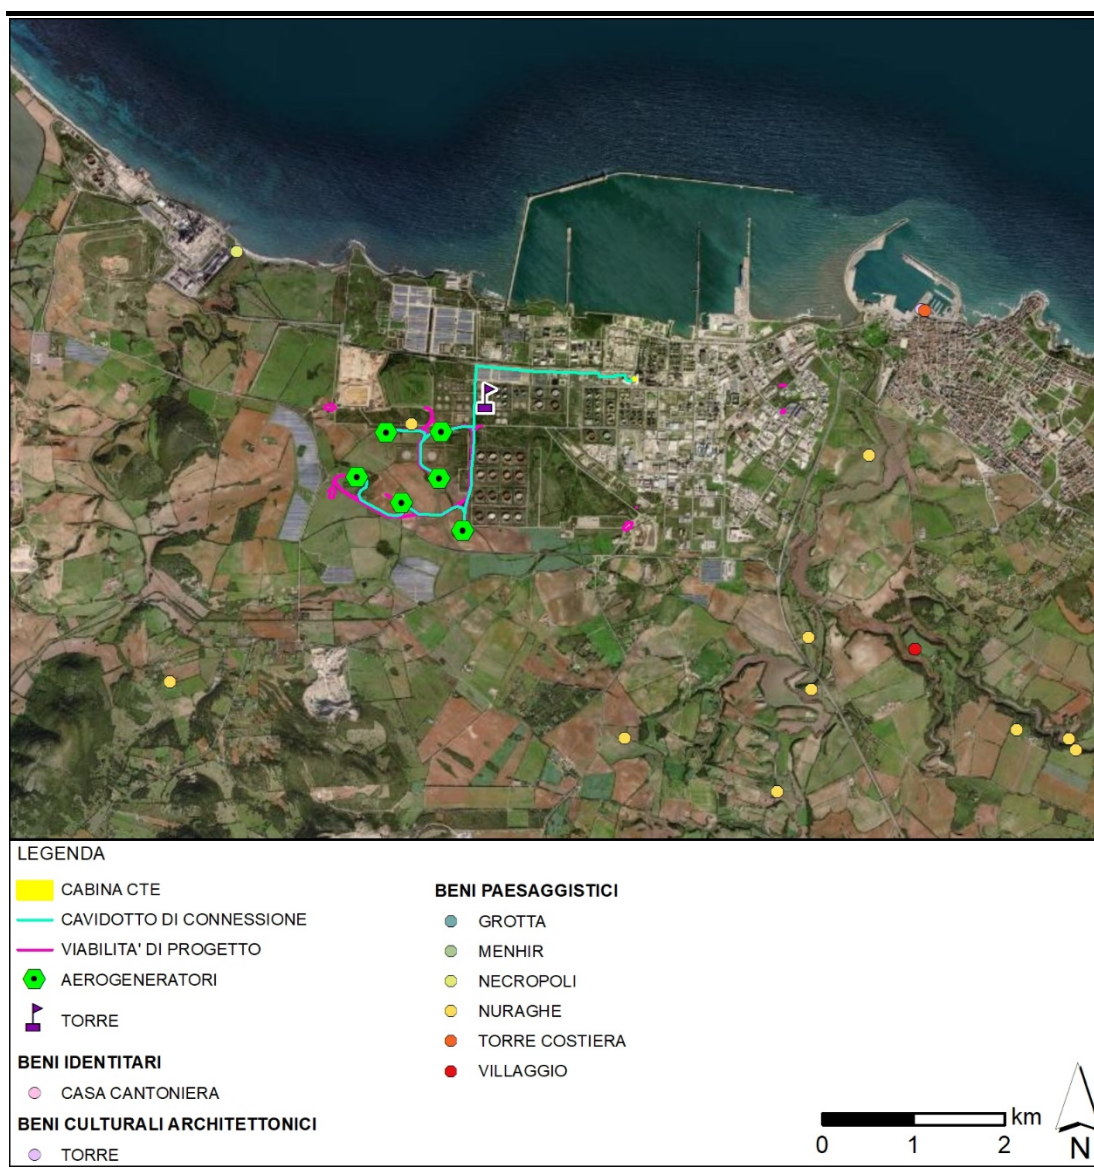 LEGENDA
CABINA CTE
CAVIDOTTO DI CONNESSIONE
VIABILITA' DI PROGETTO
AEROGENERATORI
TORRE
BENI IDENTITARI
CASA CANTONIERA
BENI CULTURALI ARCHITETTONICI
TORRE
BENI PAESAGGISTICI
GROTTA
MENHIR
NECROPOLI
NURAGHE
TORRE COSTIERA
VILLAGGIO
km
0 1 2
N